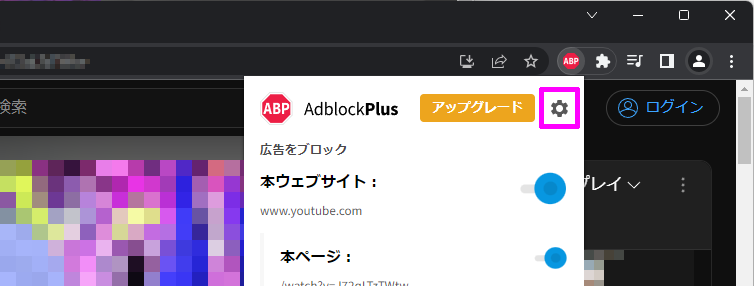 ABP
検索
ABP
AdblockPlus
アップグレード
ログイン
広告をブロック
本ウェブサイト：
www.youtube.com
プレイ
本ページ：